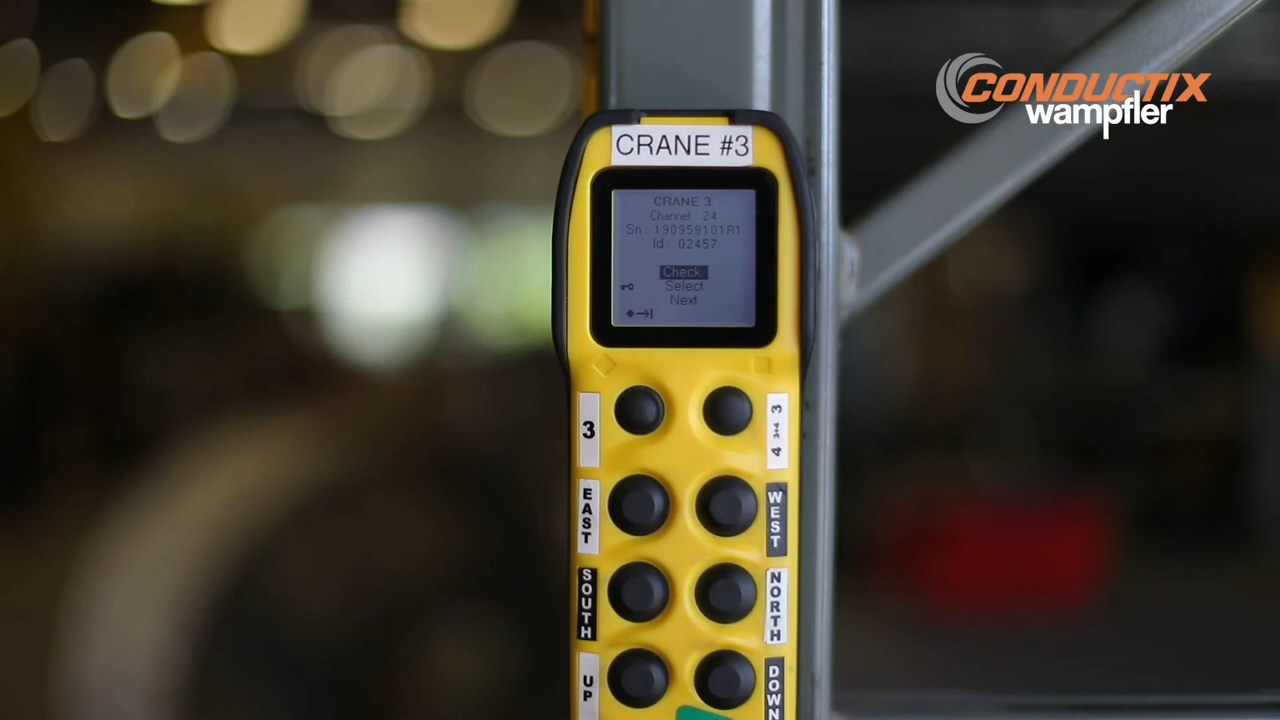 CONDUCTIX
wampfler
CRANE #3
CRANE 3
Channel: 24
Sn: 190958101R1
Id: 02457
Check
Select
Next
3
4 3+4 3
EAST
WEST
SOUTH
NORTH
UP
DOWN